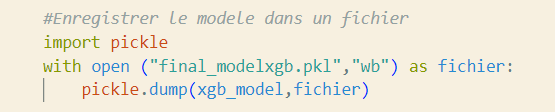 #Enregistrer le modele dans un fichier
import pickle
with open ("final_modelxgb.pkl","wb") as fichier:
    pickle.dump(xgb_model,fichier)